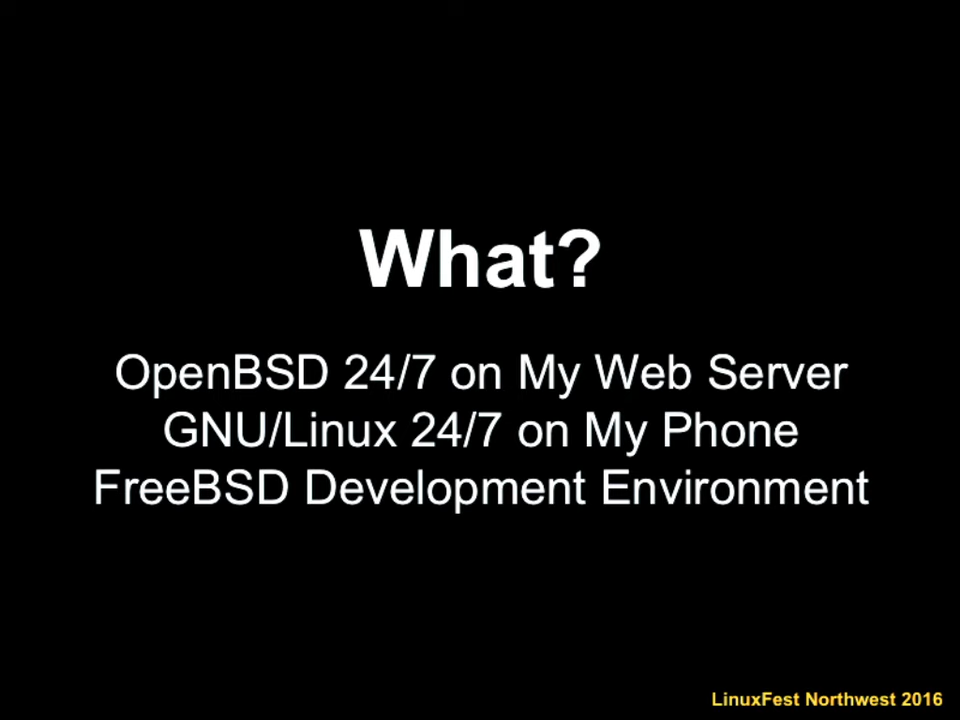 What?
OpenBSD 24/7 on My Web Server
GNU/Linux 24/7 on My Phone
FreeBSD Development Environment
LinuxFest Northwest 2016